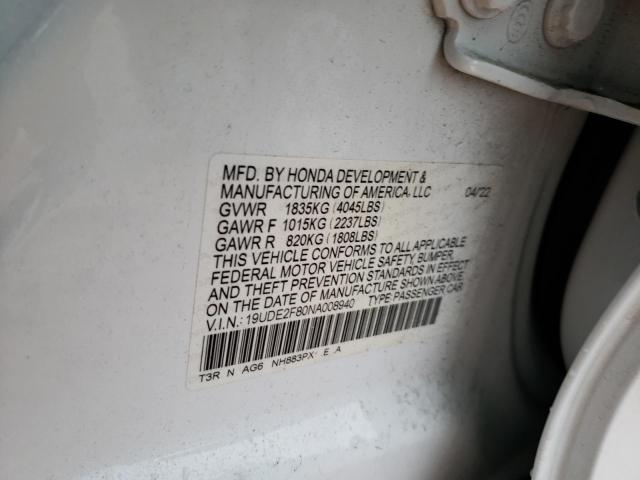 MFD. BY HONDA DEVELOPMENT &
MANUFACTURING OF AMERICA, LLC 04/22
GVWR 1835KG (4045LBS)
GAWR F 1015KG (2237LBS)
GAWR R 820KG (1808LBS)
THIS VEHICLE CONFORMS TO ALL APPLICABLE
FEDERAL MOTOR VEHICLE SAFETY, BUMPER,
AND THEFT PREVENTION STANDARDS IN EFFECT
ON THE DATE OF MANUFACTURE SHOWN ABOVE.
V.I.N.: 19UDE2F80NA008940 TYPE PASSENGER CAR
T3R N AG6 NH883PX E A